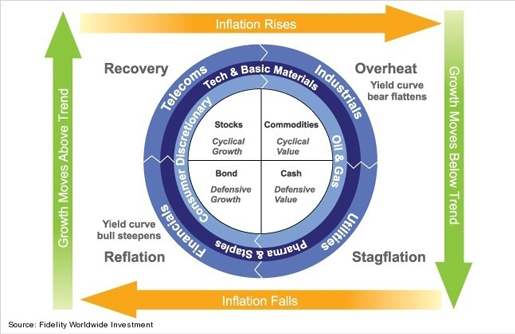 Inflation Rises
Recovery
Overheat
Yield curve
bear flattens
Growth Moves Above Trend
Growth Moves Below Trend
Telecoms
Tech & Basic Materials
Industrials
Consumer Discretionary
Oil & Gas
Stocks
Cyclical
Growth
Commodities
Cyclical
Value
Bond
Defensive
Growth
Cash
Defensive
Value
Financials
Pharma & Staples
Utilities
Yield curve
bull steepens
Reflation
Stagflation
Inflation Falls
Source: Fidelity Worldwide Investment